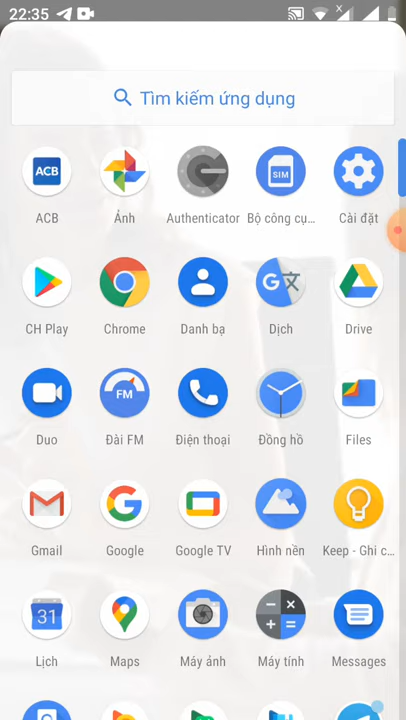 22:35
Tìm kiếm ứng dụng
ACB
ACB
Ảnh
Authenticator
SIM
Bộ công cụ...
Cài đặt
CH Play
Chrome
Danh bạ
G文
Dịch
Drive
Duo
FM
Đài FM
Điện thoại
Đồng hồ
Files
Gmail
G
Google
Google TV
Hình nền
Keep - Ghi c...
31
Lịch
Maps
Máy ảnh
Máy tính
Messages